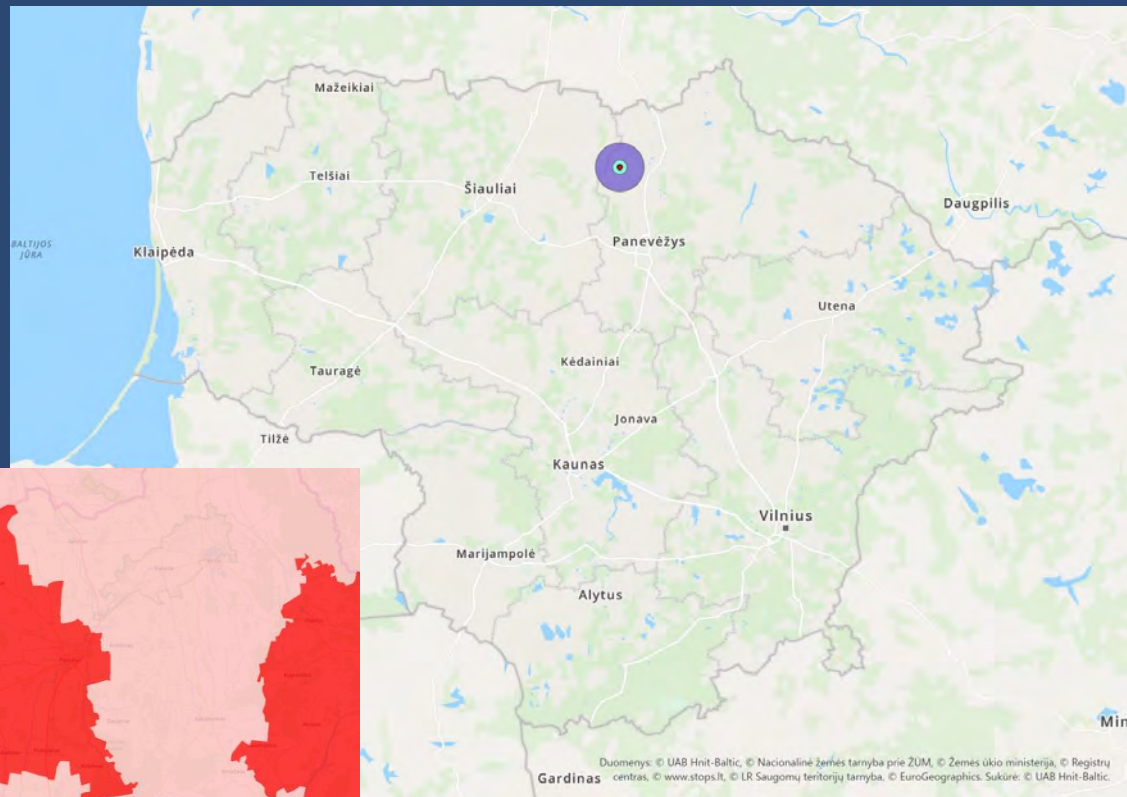 Mažeikiai
Telšiai
Šiauliai
Daugpilis
BALTIJOS
JŪRA
Klaipėda
Panevėžys
Utena
Kėdainiai
Tauragė
Jonava
Tilžė
Kaunas
Vilnius
Marijampolė
Alytus
Min
Gardinas
Duomenys: © UAB Hnit-Baltic, © Nacionalinė žemės tarnyba prie ŽŪM, © Žemės ūkio ministerija, © Registrų
centras, © www.stops.lt, © LR Saugomų teritorijų tarnyba, © EuroGeographics. Sukūrė: © UAB Hnit-Baltic.